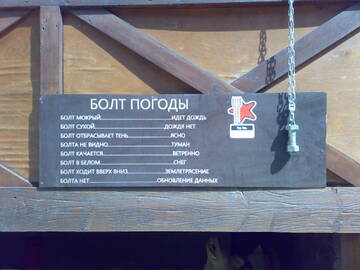 БОЛТ ПОГОДЫ
БОЛТ МОКРЫЙ ИДЕТ ДОЖДЬ
БОЛТ СУХОЙ ДОЖДЯ НЕТ
БОЛТ ОТБРАСЫВАЕТ ТЕНЬ ЯСНО
БОЛТА НЕ ВИДНО ТУМАН
БОЛТ КАЧАЕТСЯ ВЕТРЕННО
БОЛТ В БЕЛОМ СНЕГ
БОЛТ ХОДИТ ВВЕРХ ВНИЗ ЗЕМЛЕТРЯСЕНИЕ
БОЛТА НЕТ ОБНОВЛЕНИЕ ДАННЫХ